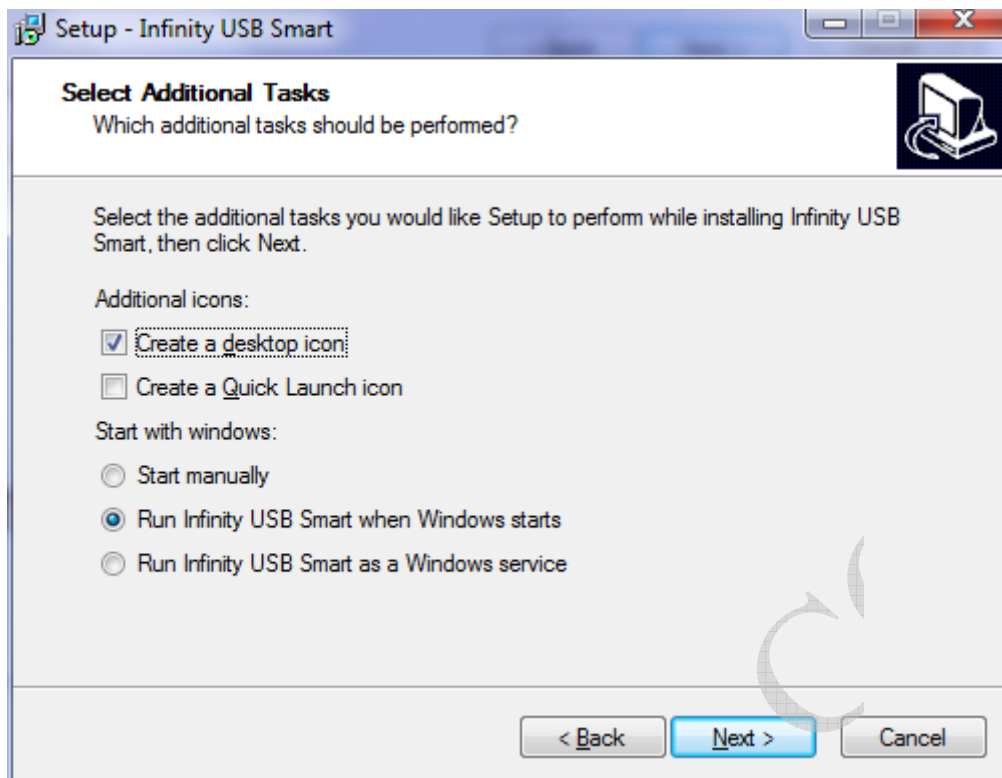 Setup - Infinity USB Smart
Select Additional Tasks
Which additional tasks should be performed?
Select the additional tasks you would like Setup to perform while installing Infinity USB
Smart, then click Next.
Additional icons:
Create a desktop icon
Create a Quick Launch icon
Start with windows:
Start manually
Run Infinity USB Smart when Windows starts
Run Infinity USB Smart as a Windows service
< Back Next > Cancel